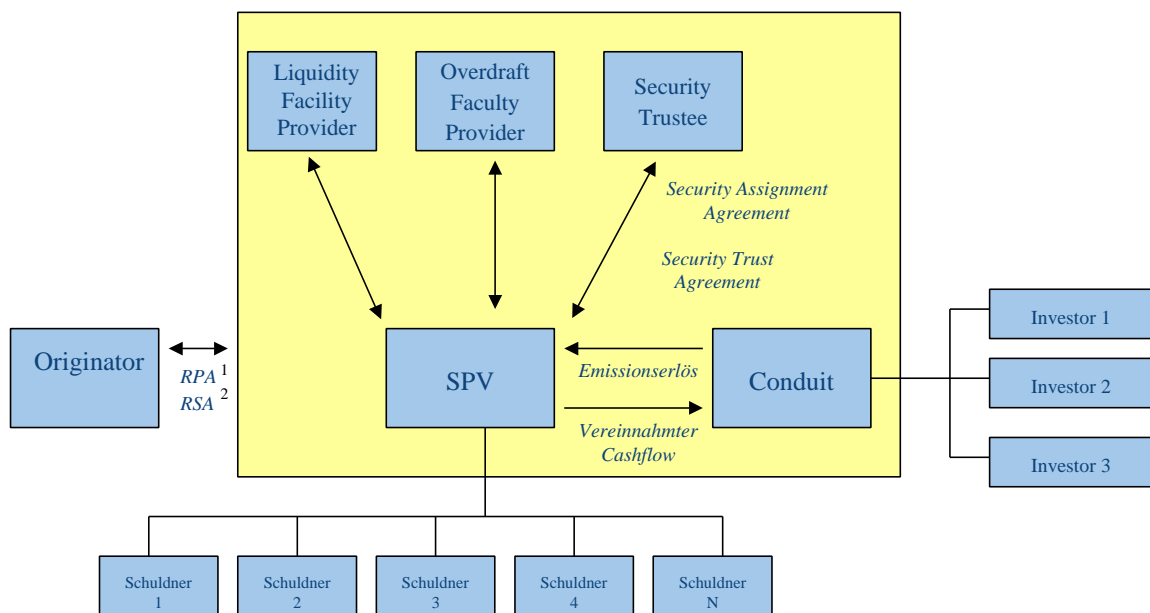 Liquidity
Facility
Provider
Overdraft
Faculty
Provider
Security
Trustee
Security Assignment
Agreement
Security Trust
Agreement
Originator
RPA 1
RSA 2
SPV
Emissionserlös
Vereinnahmter
Cashflow
Conduit
Investor 1
Investor 2
Investor 3
Schuldner
1
Schuldner
2
Schuldner
3
Schuldner
4
Schuldner
N